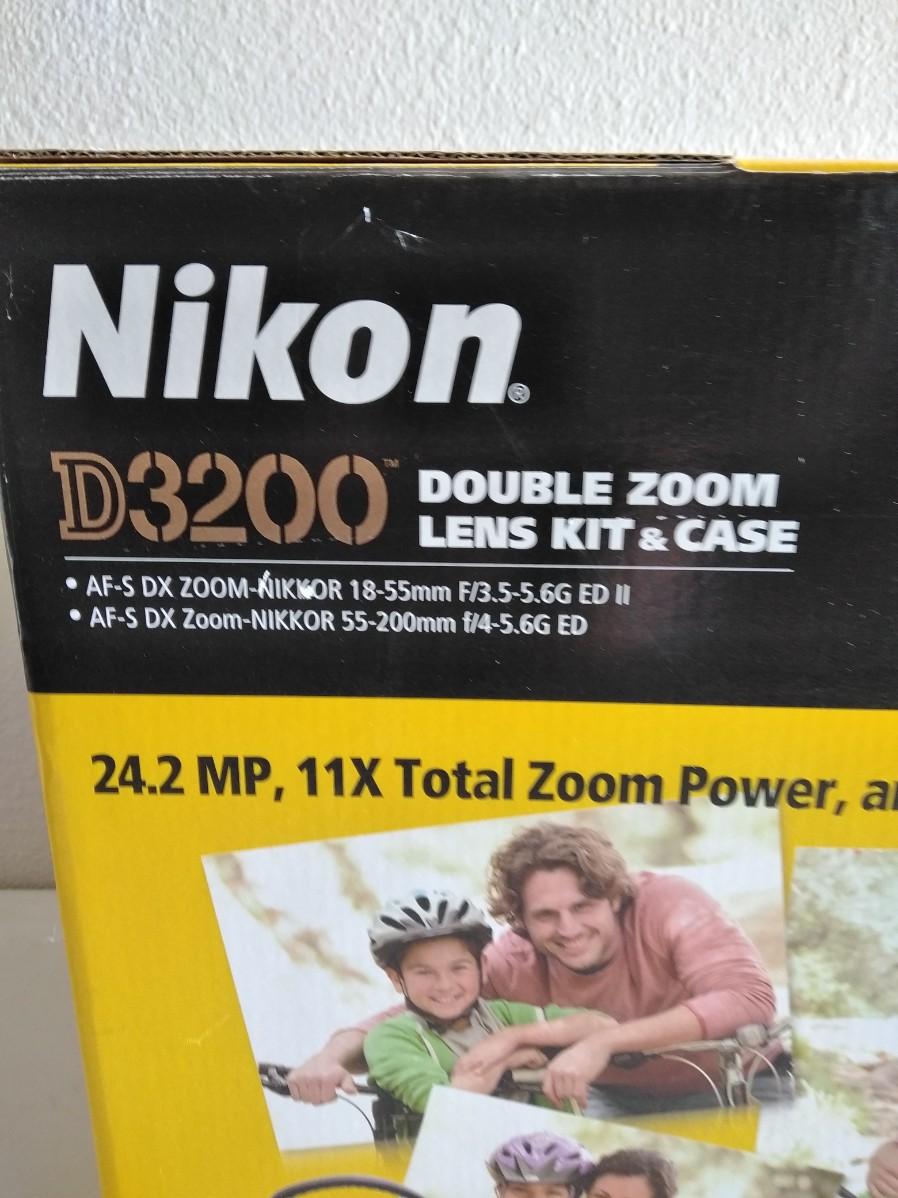 Nikon®
D3200™
DOUBLE ZOOM
LENS KIT & CASE
• AF-S DX ZOOM-NIKKOR 18-55mm F/3.5-5.6G ED II
• AF-S DX Zoom-NIKKOR 55-200mm f/4-5.6G ED
24.2 MP, 11X Total Zoom Power,